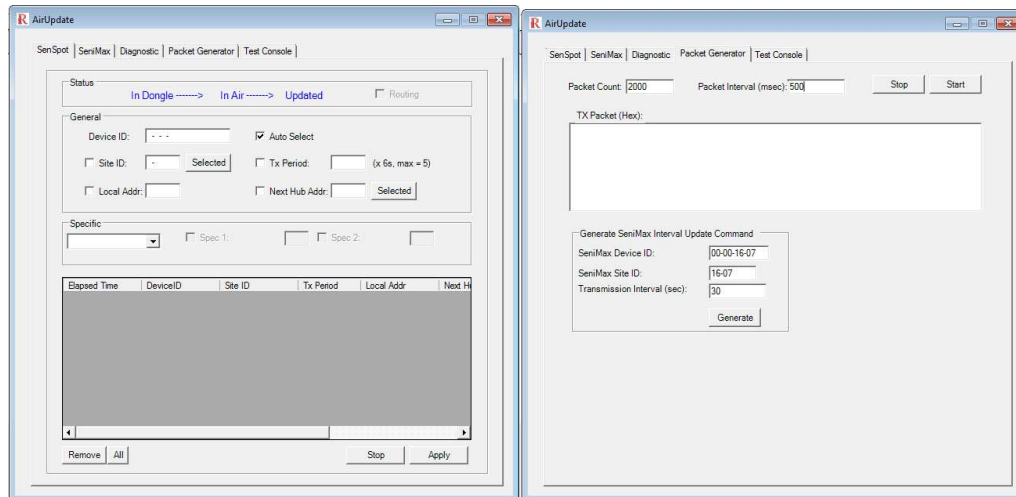 AirUpdate
SenSpot SeniMax Diagnostic Packet Generator Test Console
Status
In Dongle -------> In Air -------> Updated Routing
General
Device ID: - - - Auto Select
Site ID: - Selected Tx Period: (x 6s, max = 5)
Local Addr: Next Hub Addr: Selected
Specific
Spec 1: Spec 2:
Elapsed Time DeviceID Site ID Tx Period Local Addr Next H
Remove All Stop Apply
AirUpdate
SenSpot SeniMax Diagnostic Packet Generator Test Console
Packet Count: 2000 Packet Interval (msec): 500 Stop Start
TX Packet (Hex):
Generate SeniMax Interval Update Command
SeniMax Device ID: 00-00-16-07
SeniMax Site ID: 16-07
Transmission Interval (sec): 30
Generate